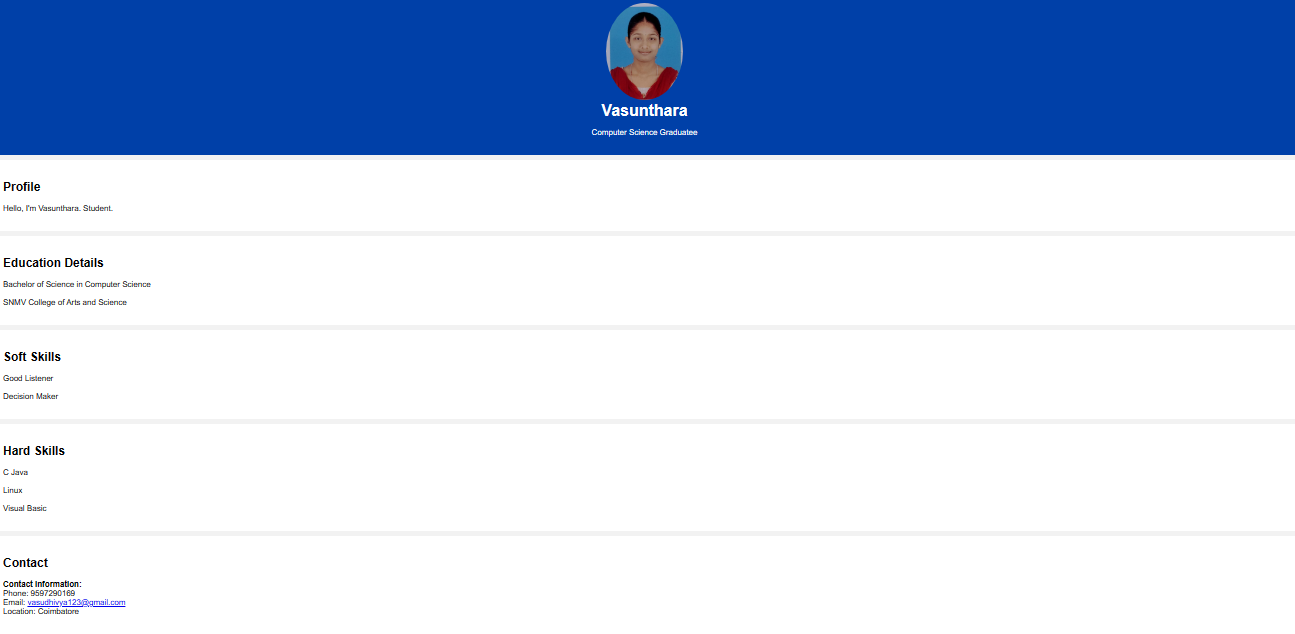 Vasunthara
Computer Science Graduatee
Profile
Hello, I'm Vasunthara. Student.
Education Details
Bachelor of Science in Computer Science
SNMV College of Arts and Science
Soft Skills
Good Listener
Decision Maker
Hard Skills
C Java
Linux
Visual Basic
Contact
Contact Information:
Phone: 9597290169
Email: vasudhivya123@gmail.com
Location: Coimbatore